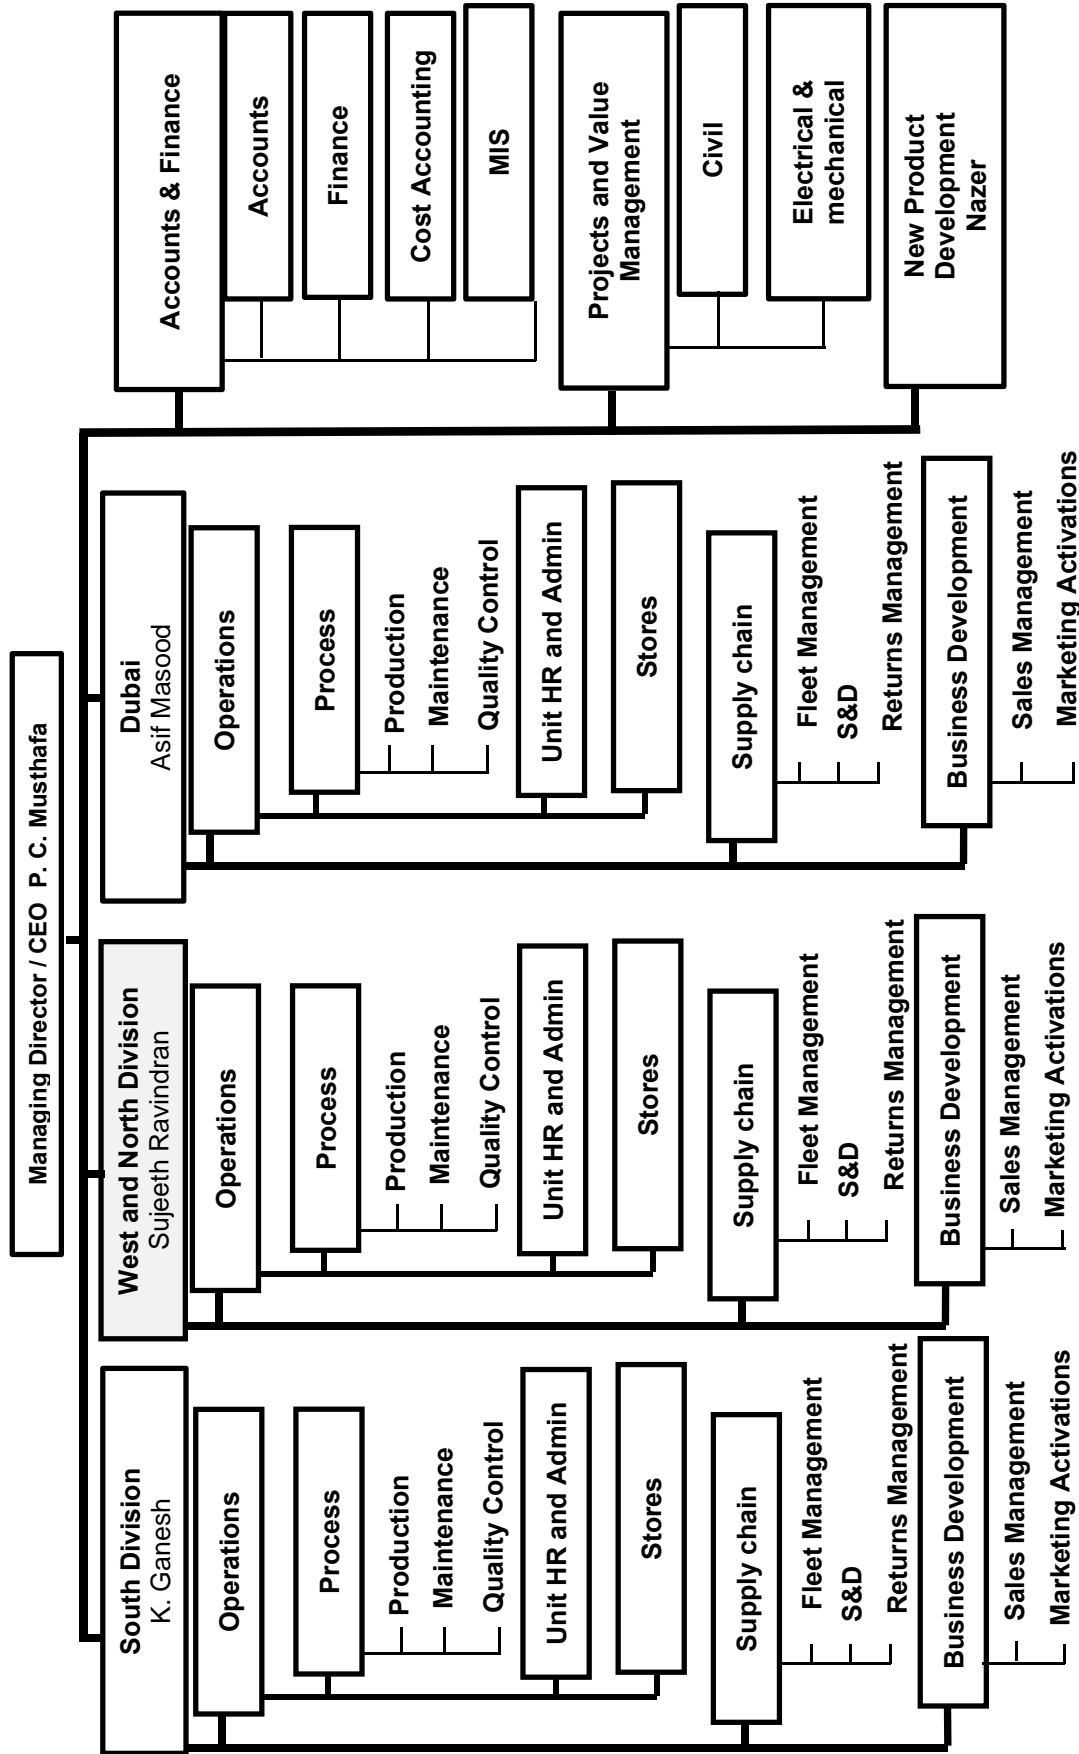 Managing Director / CEO  P. C. Musthafa
South Division
K. Ganesh
Operations
Process
Production
Maintenance
Quality Control
Unit HR and Admin
Stores
Supply chain
Fleet Management
S&D
Returns Management
Business Development
Sales Management
Marketing Activations
West and North Division
Sujeeth Ravindran
Operations
Process
Production
Maintenance
Quality Control
Unit HR and Admin
Stores
Supply chain
Fleet Management
S&D
Returns Management
Business Development
Sales Management
Marketing Activations
Dubai
Asif Masood
Operations
Process
Production
Maintenance
Quality Control
Unit HR and Admin
Stores
Supply chain
Fleet Management
S&D
Returns Management
Business Development
Sales Management
Marketing Activations
Accounts & Finance
Accounts
Finance
Cost Accounting
MIS
Projects and Value
Management
Civil
Electrical &
mechanical
New Product
Development
Nazer